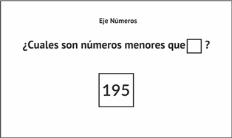 Eje Números
¿Cuales son números menores que ?
195